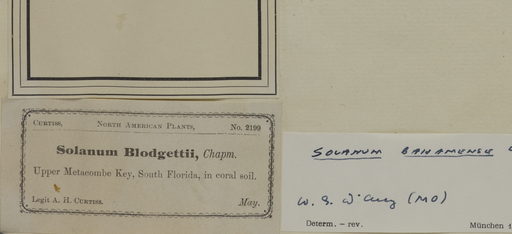 Curtiss, North American Plants, No. 2199
Solanum Blodgettii, Chapm.
Upper Metacombe Key, South Florida, in coral soil.
Legit A. H. Curtiss. May.
Solanum bahamense
W. G. D'Arcy (MO)
Determ. – rev. München